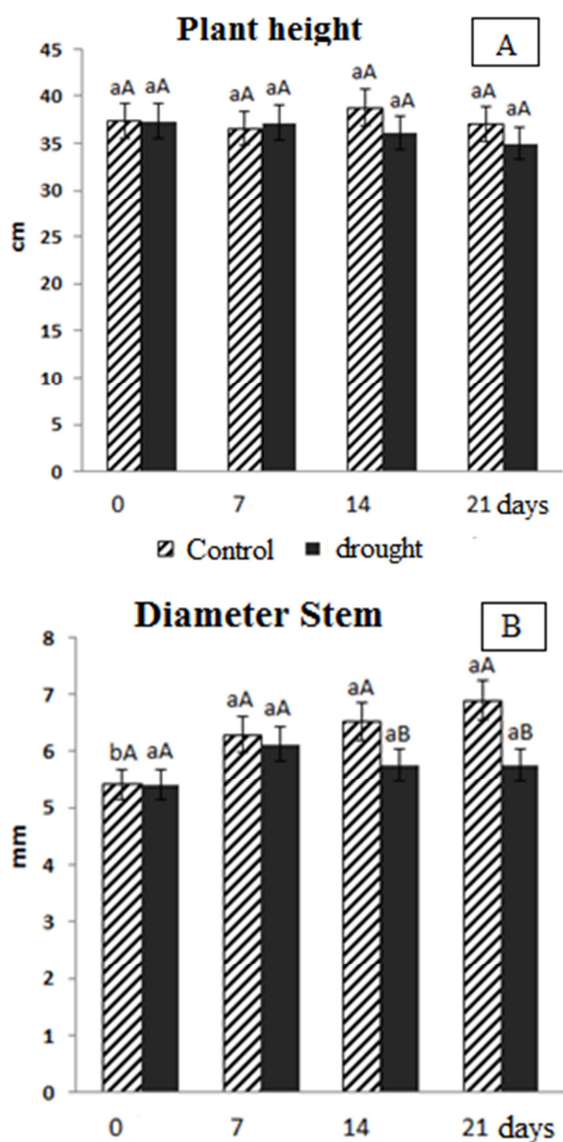 Plant height
A
45
40
35
30
25
20
15
10
5
0
cm
aA aA aA aA aA aA aA aA
0 7 14 21 days
Control drought
Diameter Stem
B
8
7
6
5
4
3
2
1
0
mm
bA aA aA aA aA aB aA aB
0 7 14 21 days